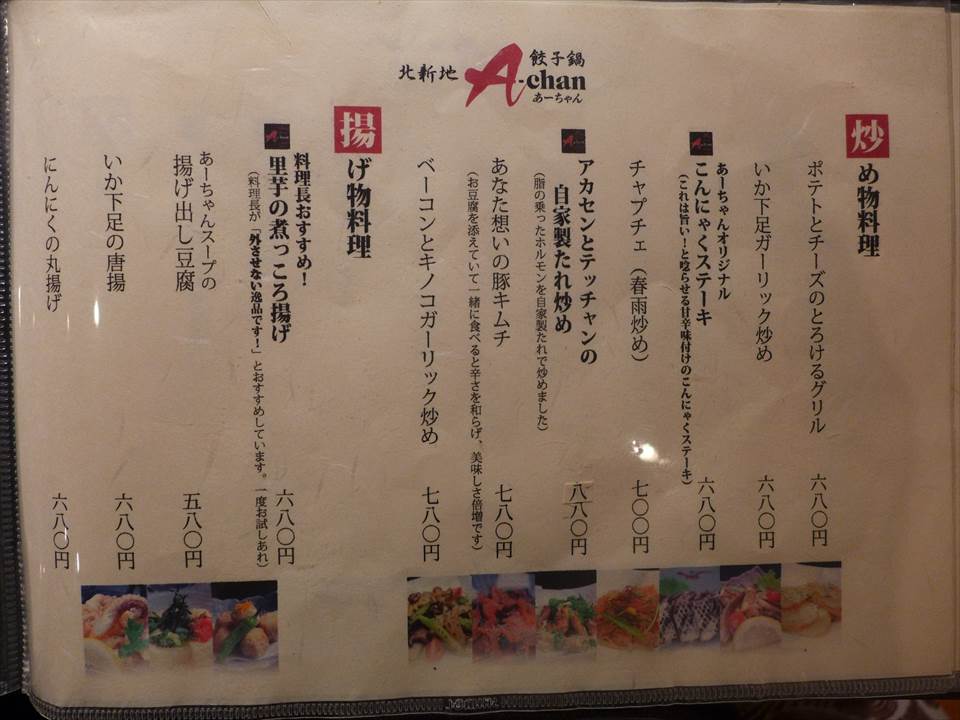 北新地
A-chan
餃子鍋
あーちゃん
炒め物料理
ポテトとチーズのとろけるグリル
六八〇円
いか下足ガーリック炒め
六八〇円
あーちゃんオリジナル
こんにゃくステーキ
(これは旨い!と唸らせる甘辛味付けのこんにゃくステーキ)
六八〇円
チャプチェ(春雨炒め)
七〇〇円
アカセンとテッチャンの
自家製たれ炒め
(脂の乗ったホルモンを自家製たれで炒めました)
八八〇円
あなた想いの豚キムチ
(お豆腐を添えていて一緒に食べると辛さを和らげ、美味しさ倍増です)
七八〇円
ベーコンとキノコガーリック炒め
七八〇円
揚げ物料理
料理長おすすめ!
里芋の煮っころ揚げ
(料理長が「外させない逸品です!」とおすすめしています。一度お試しあれ)
六八〇円
あーちゃんスープの
揚げ出し豆腐
五八〇円
いか下足の唐揚
六八〇円
にんにくの丸揚げ
六八〇円